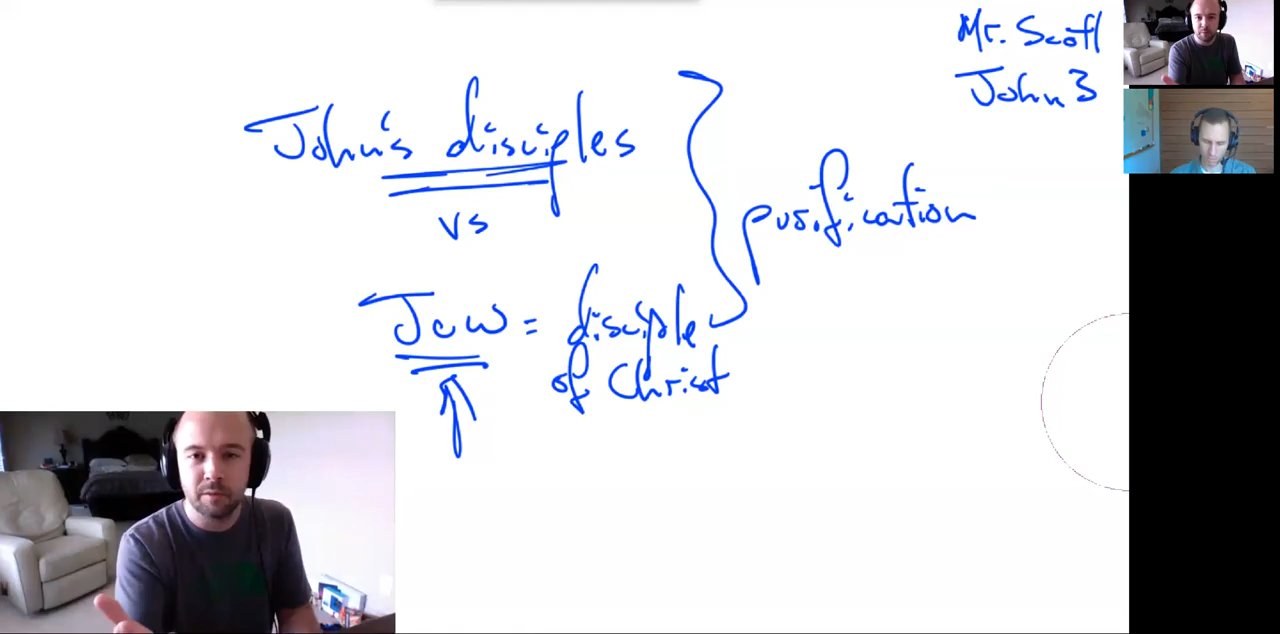 Mr. Scott
John 3
John's disciples
vs
Jew = disciple
of Christ
purification